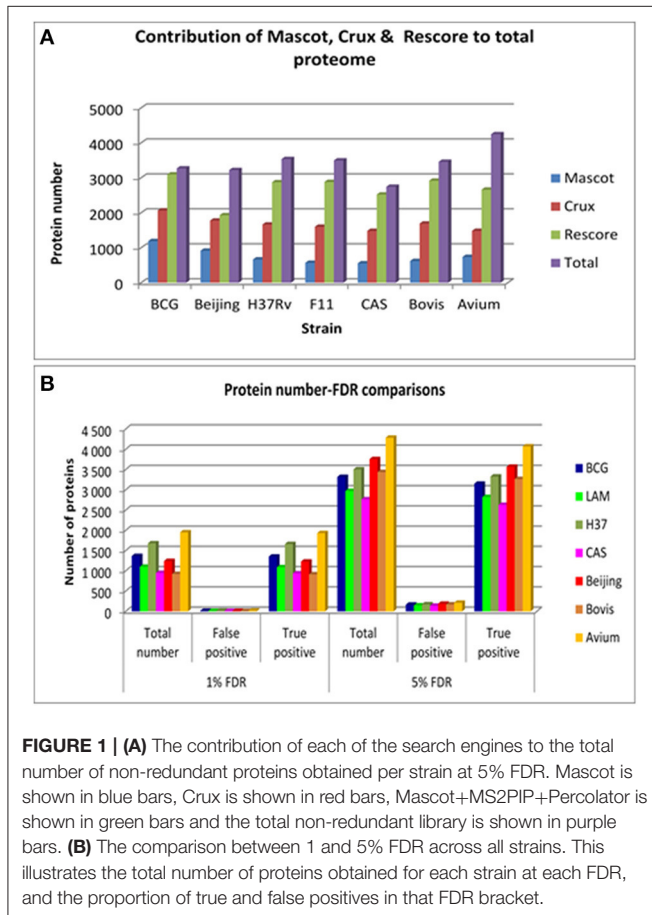 A
Contribution of Mascot, Crux & Rescore to total
proteome
5000
4000
3000
2000
1000
0
Protein number
BCG Beijing H37Rv F11 CAS Bovis Avium
Strain
Mascot
Crux
Rescore
Total
B
Protein number-FDR comparisons
4 500
4 000
3 500
3 000
2 500
2 000
1 500
1 000
500
0
Number of proteins
Total number False positive True positive Total number False positive True positive
1% FDR 5% FDR
BCG
LAM
H37
CAS
Beijing
Bovis
Avium
FIGURE 1 | (A) The contribution of each of the search engines to the total
number of non-redundant proteins obtained per strain at 5% FDR. Mascot is
shown in blue bars, Crux is shown in red bars, Mascot+MS2PIP+Percolator is
shown in green bars and the total non-redundant library is shown in purple
bars. (B) The comparison between 1 and 5% FDR across all strains. This
illustrates the total number of proteins obtained for each strain at each FDR,
and the proportion of true and false positives in that FDR bracket.